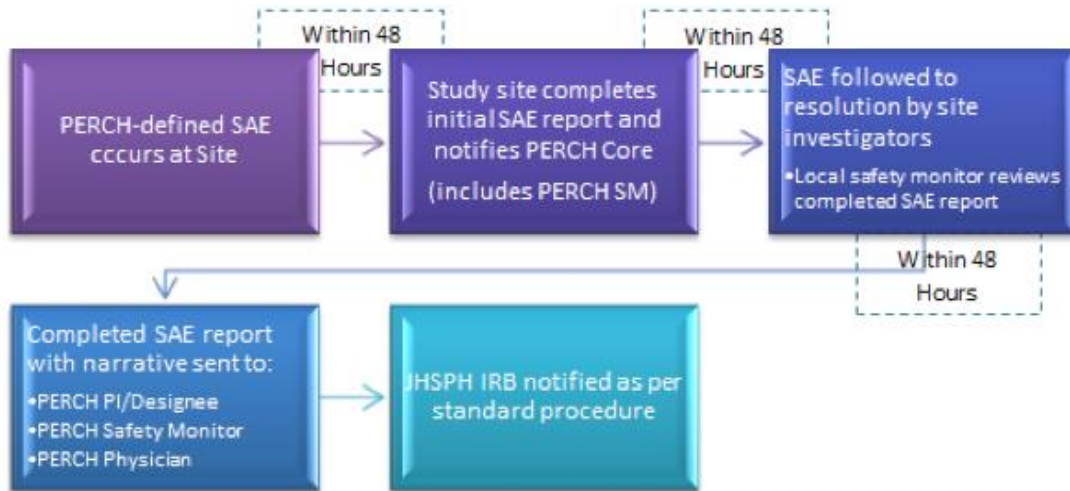 Within 48
Hours
Within 48
Hours
PERCH-defined SAE
cccurs at Site
Study site completes
initial SAE report and
notifies PERCH Core
(includes PERCH SM)
SAE followed to
resolution by site
investigators
•Local safety monitor reviews
completed SAE report
Within 48
Hours
Completed SAE report
with narrative sent to:
•PERCH PI/Designee
•PERCH Safety Monitor
•PERCH Physician
JHSPH IRB notified as per
standard procedure